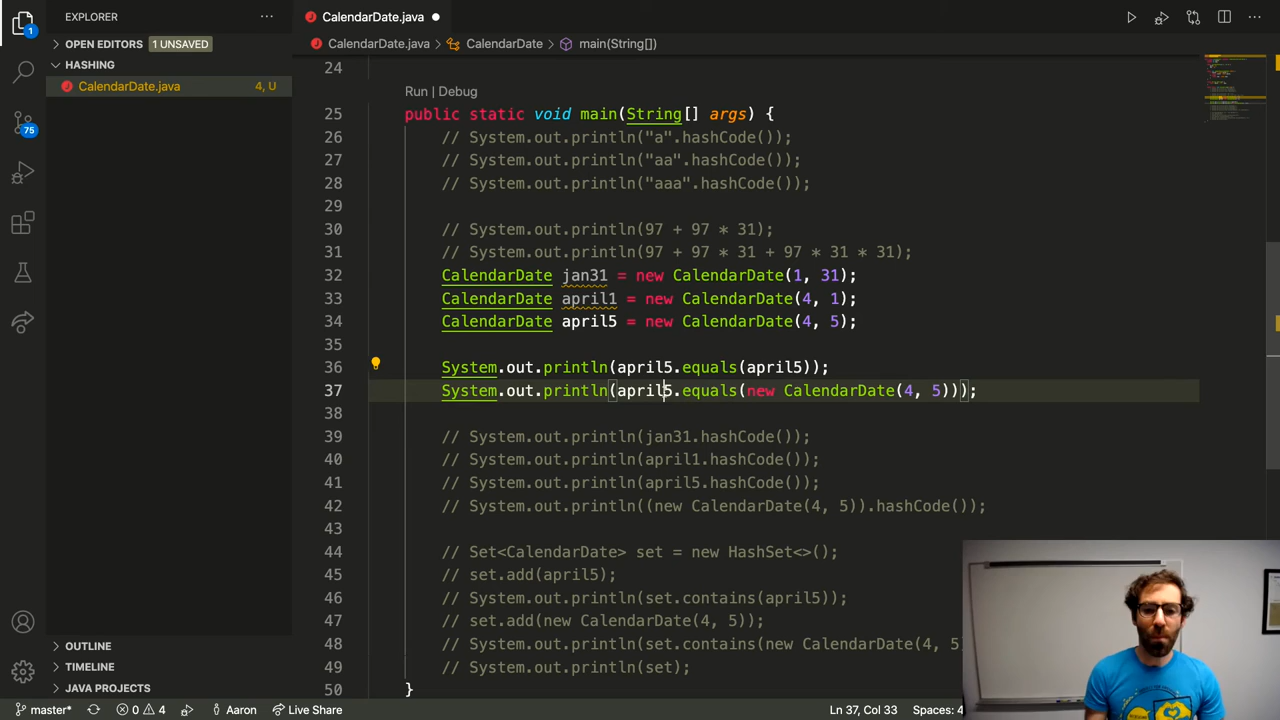 EXPLORER
CalendarDate.java
OPEN EDITORS 1 UNSAVED
CalendarDate.java > CalendarDate > main(String[])
HASHING
CalendarDate.java 4, U
24
Run | Debug
25 public static void main(String[] args) {
26 // System.out.println("a".hashCode());
27 // System.out.println("aa".hashCode());
28 // System.out.println("aaa".hashCode());
29
30 // System.out.println(97 + 97 * 31);
31 // System.out.println(97 + 97 * 31 + 97 * 31 * 31);
32 CalendarDate jan31 = new CalendarDate(1, 31);
33 CalendarDate april1 = new CalendarDate(4, 1);
34 CalendarDate april5 = new CalendarDate(4, 5);
35
36 System.out.println(april5.equals(april5));
37 System.out.println(april5.equals(new CalendarDate(4, 5)));
38
39 // System.out.println(jan31.hashCode());
40 // System.out.println(april1.hashCode());
41 // System.out.println(april5.hashCode());
42 // System.out.println((new CalendarDate(4, 5)).hashCode());
43
44 // Set<CalendarDate> set = new HashSet<>();
45 // set.add(april5);
46 // System.out.println(set.contains(april5));
47 // set.add(new CalendarDate(4, 5));
48 // System.out.println(set.contains(new CalendarDate(4, 5
49 // System.out.println(set);
50 }
1
75
OUTLINE
TIMELINE
JAVA PROJECTS
master* 0 4 Aaron Live Share Ln 37, Col 33 Spaces: 4